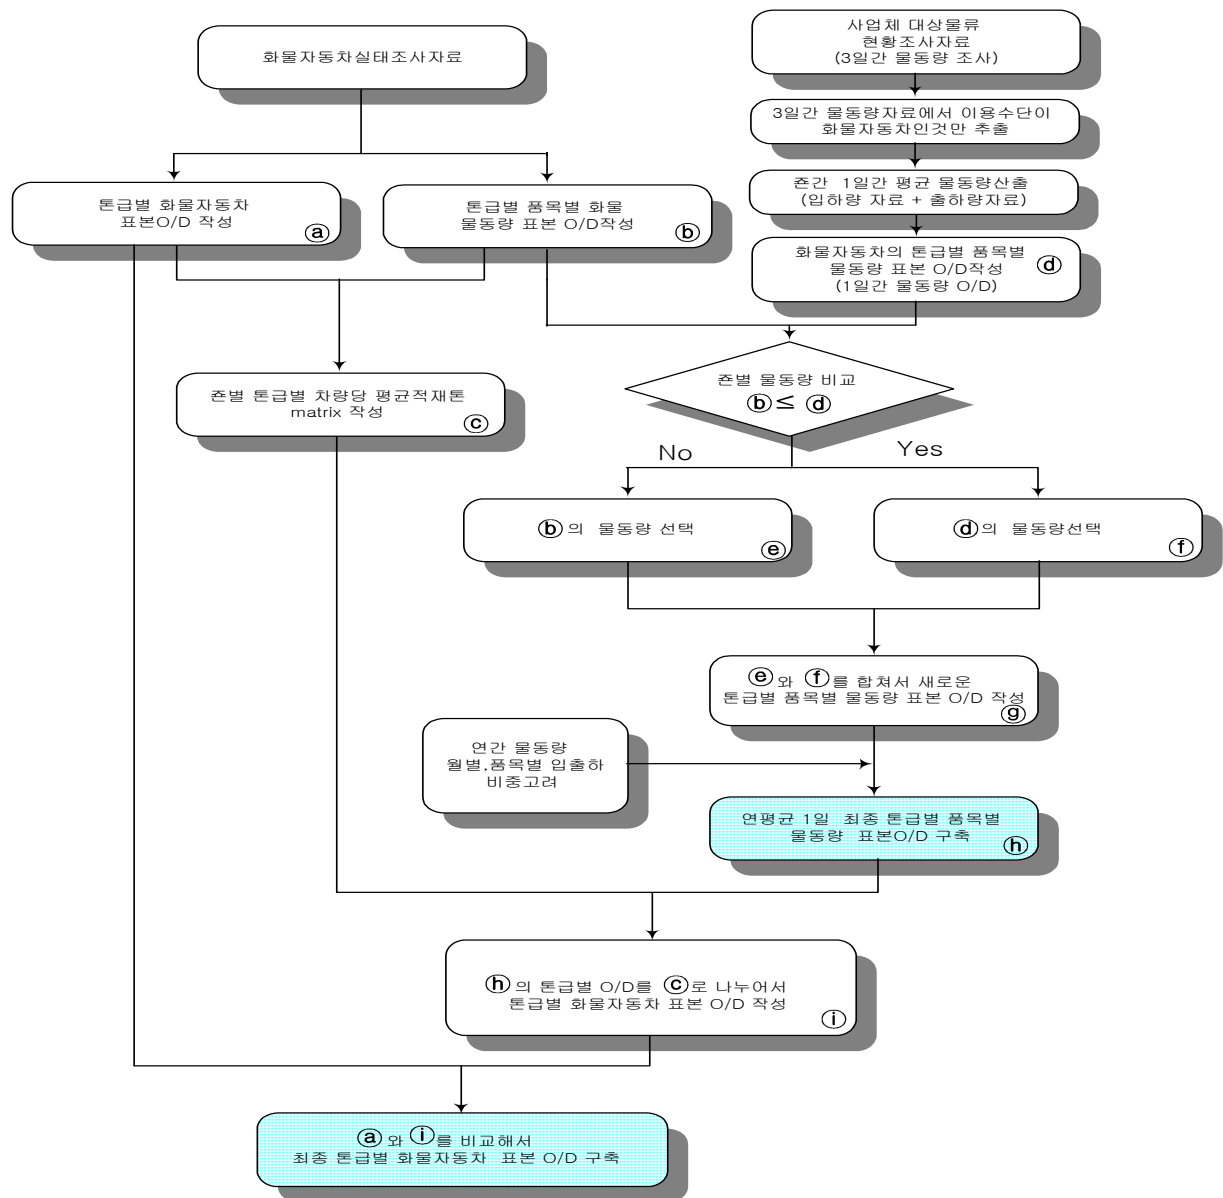 화물자동차실태조사자료
사업체 대상물류
현황조사자료
(3일간 물동량 조사)
3일간 물동량자료에서 이용수단이
화물자동차인것만 추출
톤급별 화물자동차
표본O/D 작성
ⓐ
톤급별 품목별 화물
물동량 표본 O/D작성
ⓑ
죤간 1일간 평균 물동량산출
(입하량 자료 + 출하량자료)
화물자동차의 톤급별 품목별
물동량 표본 O/D작성
(1일간 물동량 O/D)
ⓓ
죤별 톤급별 차량당 평균적재톤
matrix 작성
ⓒ
죤별 물동량 비교
ⓑ≤ ⓓ
No
Yes
ⓑ의 물동량 선택
ⓔ
ⓓ의 물동량선택
ⓕ
ⓔ와 ⓕ를 합쳐서 새로운
톤급별 품목별 물동량 표본 O/D 작성
ⓖ
연간 물동량
월별,품목별 입출하
비중고려
연평균 1일 최종 톤급별 품목별
물동량 표본O/D 구축
ⓗ
ⓗ의 톤급별 O/D를 ⓒ로 나누어서
톤급별 화물자동차 표본 O/D 작성
ⓘ
ⓐ와 ⓘ를 비교해서
최종 톤급별 화물자동차 표본 O/D 구축